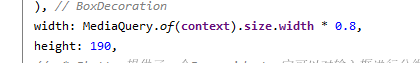 ), // BoxDecoration
width: MediaQuery.of(context).size.width * 0.8,
height: 190,